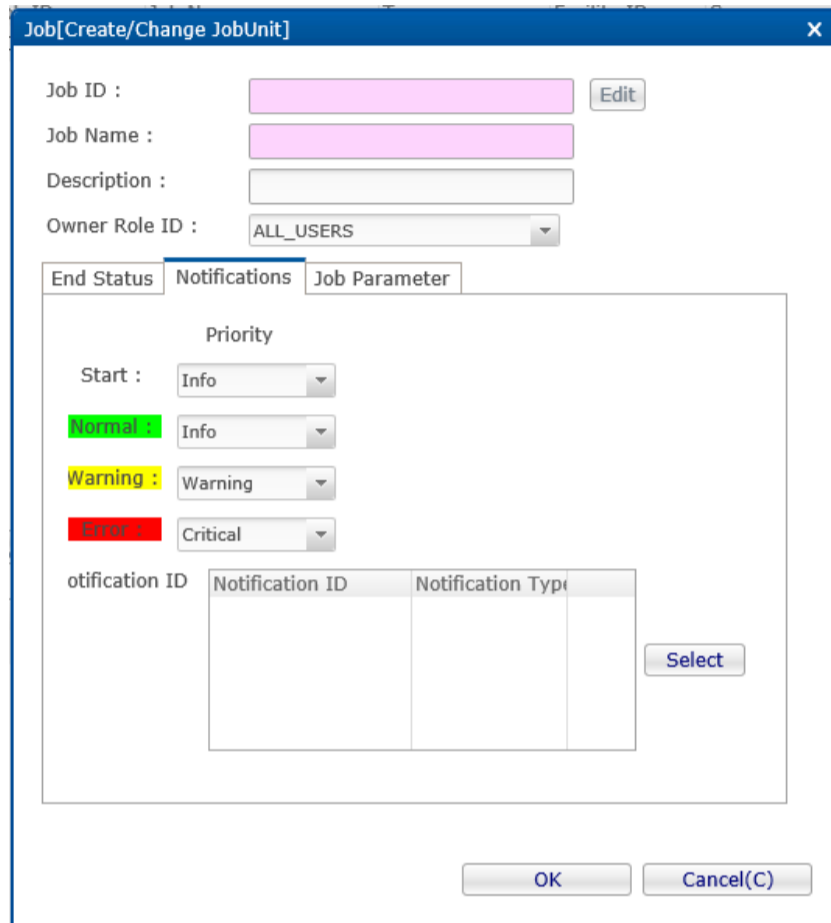 Job[Create/Change JobUnit] x
Job ID : Edit
Job Name :
Description :
Owner Role ID : ALL_USERS
End Status Notifications Job Parameter
Priority
Start : Info
Normal : Info
Warning : Warning
Error : Critical
otification ID Notification ID Notification Type
Select
OK Cancel(C)